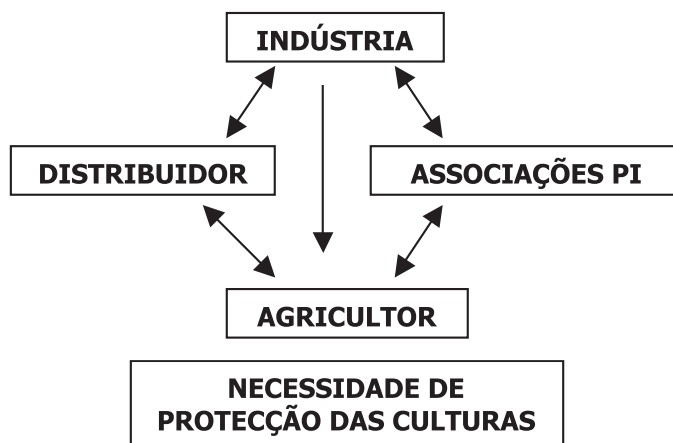 INDÚSTRIA
DISTRIBUIDOR
ASSOCIAÇÕES PI
AGRICULTOR
NECESSIDADE DE
PROTECÇÃO DAS CULTURAS